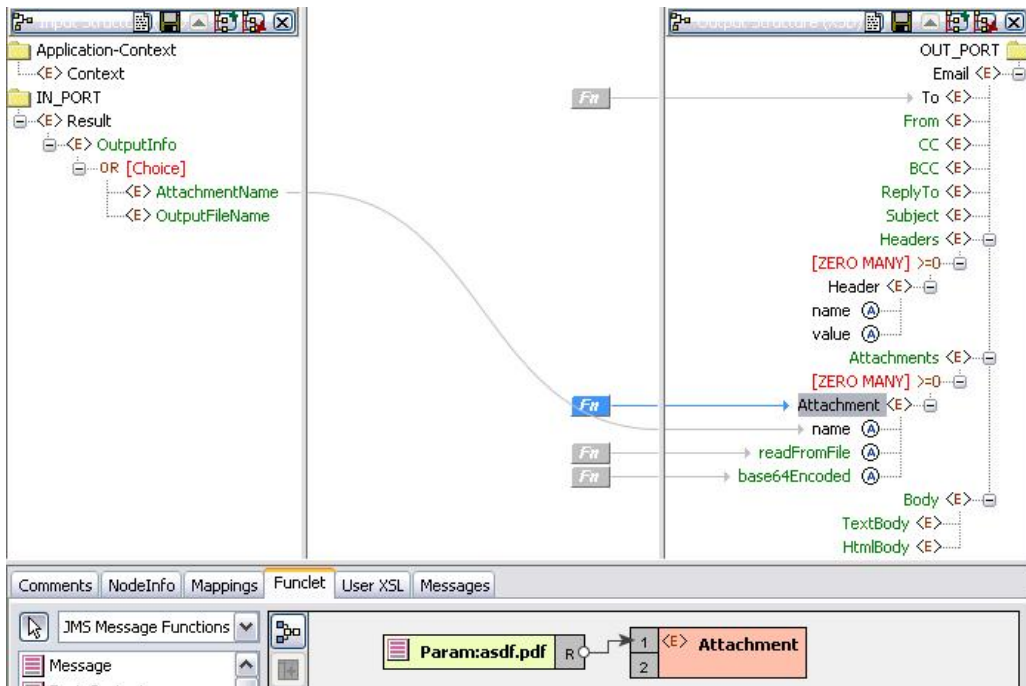 Application-Context
<E> Context
IN_PORT
<E> Result
<E> OutputInfo
OR [Choice]
<E> AttachmentName
<E> OutputFileName
Fn
Fn
Fn
Fn
Output Structure (XSD)
OUT_PORT
Email <E>
To <E>
From <E>
CC <E>
BCC <E>
ReplyTo <E>
Subject <E>
Headers <E>
[ZERO MANY] >=0
Header <E>
name A
value A
Attachments <E>
[ZERO MANY] >=0
Attachment <E>
name A
readFromFile A
base64Encoded A
Body <E>
TextBody <E>
HtmlBody <E>
Comments NodeInfo Mappings Funclet User XSL Messages
JMS Message Functions
Message
Param:asdf.pdf R
1 <E> Attachment
2